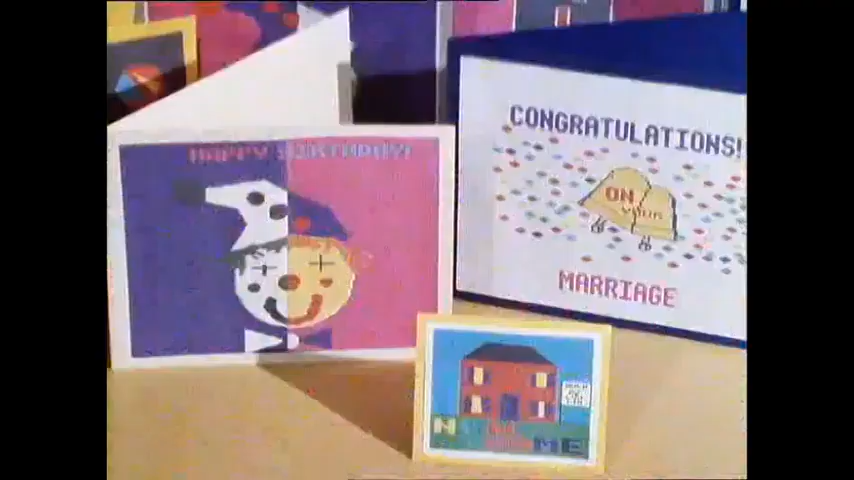 HAPPY BIRTHDAY!
CONGRATULATIONS!
ON
YOUR
MARRIAGE